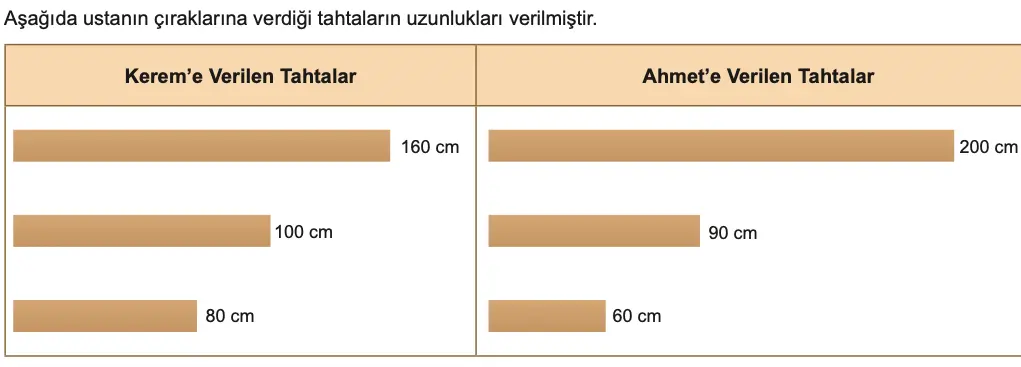 Aşağıda ustanın çıraklarına verdiği tahtaların uzunlukları verilmiştir.
Kerem’e Verilen Tahtalar
Ahmet’e Verilen Tahtalar
160 cm
200 cm
100 cm
90 cm
80 cm
60 cm